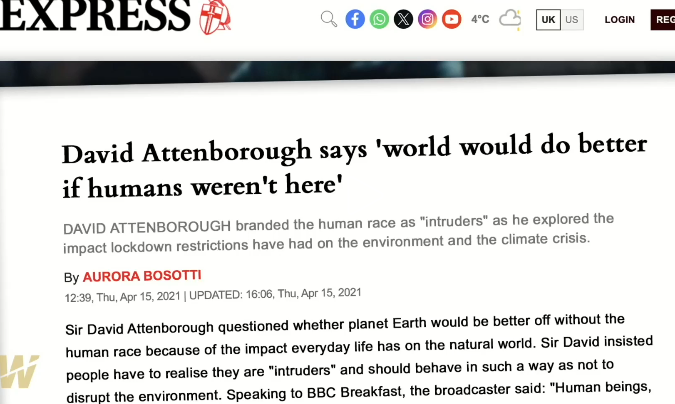 EXPRESS
4°C UK US LOGIN REG
David Attenborough says 'world would do better
if humans weren't here'
DAVID ATTENBOROUGH branded the human race as "intruders" as he explored the
impact lockdown restrictions have had on the environment and the climate crisis.
By AURORA BOSOTTI
12:39, Thu, Apr 15, 2021 | UPDATED: 16:06, Thu, Apr 15, 2021
Sir David Attenborough questioned whether planet Earth would be better off without the
human race because of the impact everyday life has on the natural world. Sir David insisted
people have to realise they are "intruders" and should behave in such a way as not to
disrupt the environment. Speaking to BBC Breakfast, the broadcaster said: "Human beings,
W